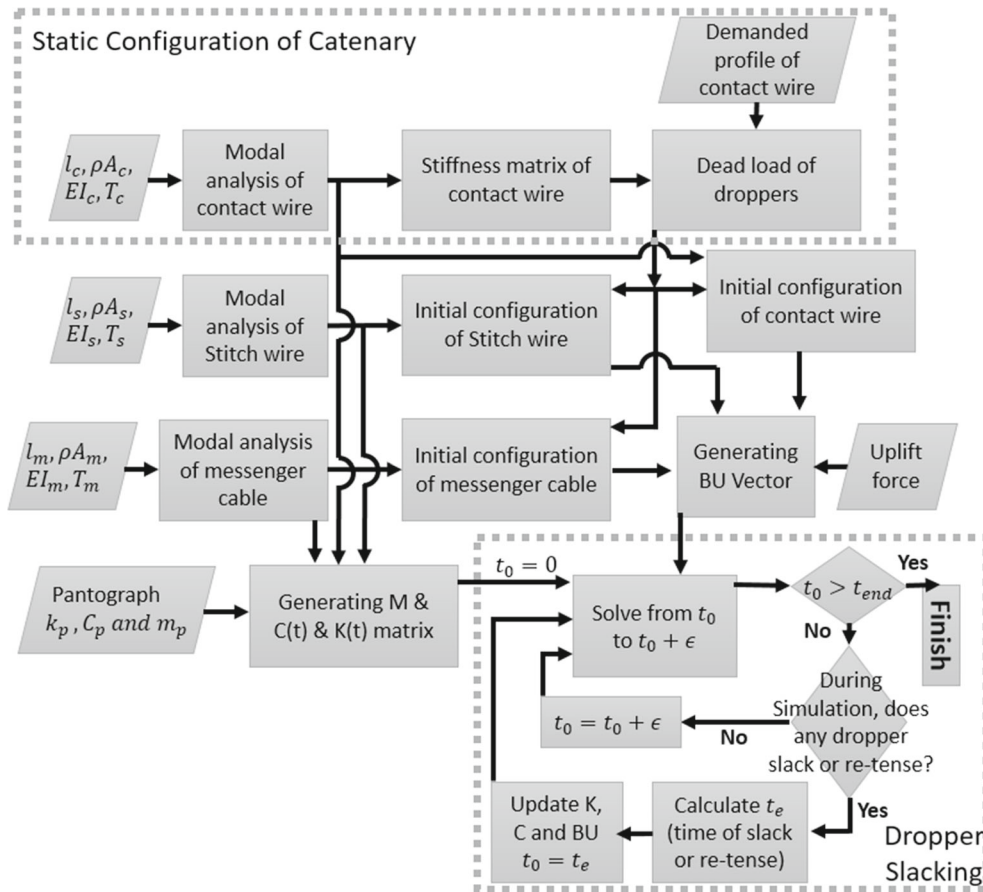 Static Configuration of Catenary
Demanded
profile of
contact wire
l_c, ρA_c,
EI_c, T_c
Modal
analysis of
contact wire
Stiffness matrix of
contact wire
Dead load of
droppers
l_s, ρA_s,
EI_s, T_s
Modal
analysis of
Stitch wire
Initial configuration
of Stitch wire
Initial configuration
of contact wire
l_m, ρA_m,
EI_m, T_m
Modal analysis
of messenger
cable
Initial configuration
of messenger cable
Generating
BU Vector
Uplift
force
Pantograph
k_p, C_p and m_p
Generating M &
C(t) & K(t) matrix
t_0 = 0
Solve from t_0
to t_0 + ϵ
t_0 > t_end
Yes
Finish
No
During
Simulation, does
any dropper
slack or re-tense?
No
t_0 = t_0 + ϵ
Yes
Calculate t_e
(time of slack
or re-tense)
Update K,
C and BU
t_0 = t_e
Dropper
Slacking